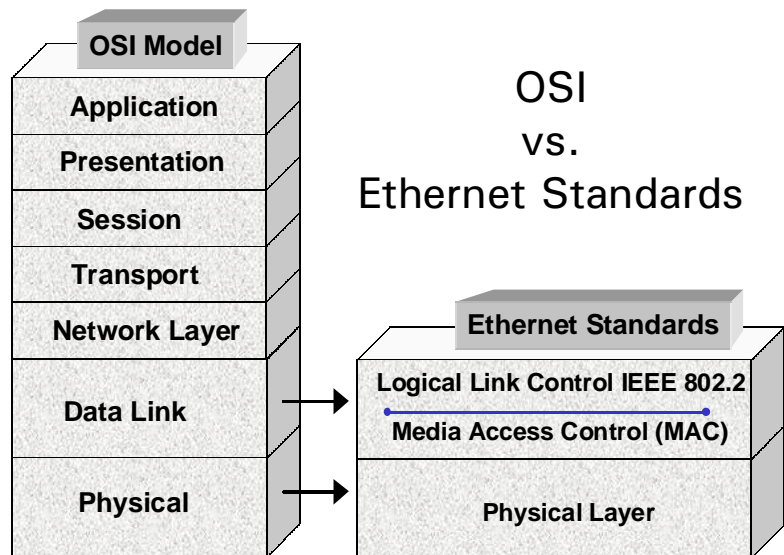 OSI Model
Application
Presentation
Session
Transport
Network Layer
Data Link
Physical
OSI
vs.
Ethernet Standards
Ethernet Standards
Logical Link Control IEEE 802.2
Media Access Control (MAC)
Physical Layer